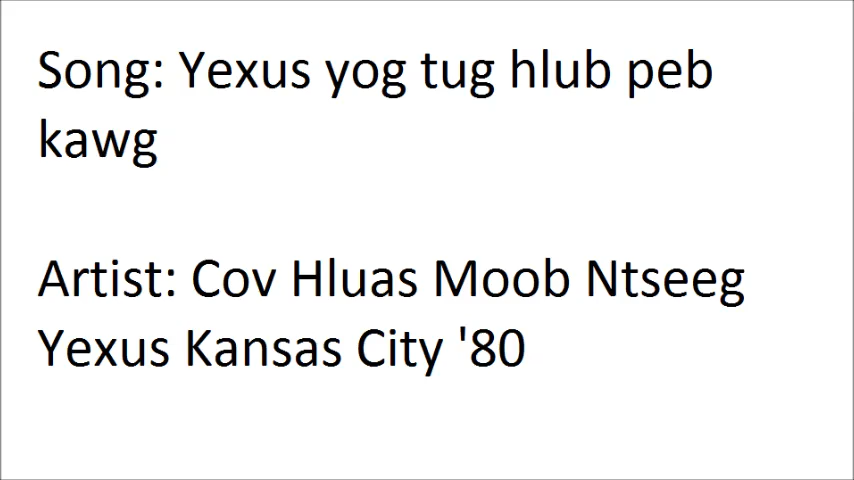 Song: Yexus yog tug hlub peb
kawg
Artist: Cov Hluas Moob Ntseeg
Yexus Kansas City '80